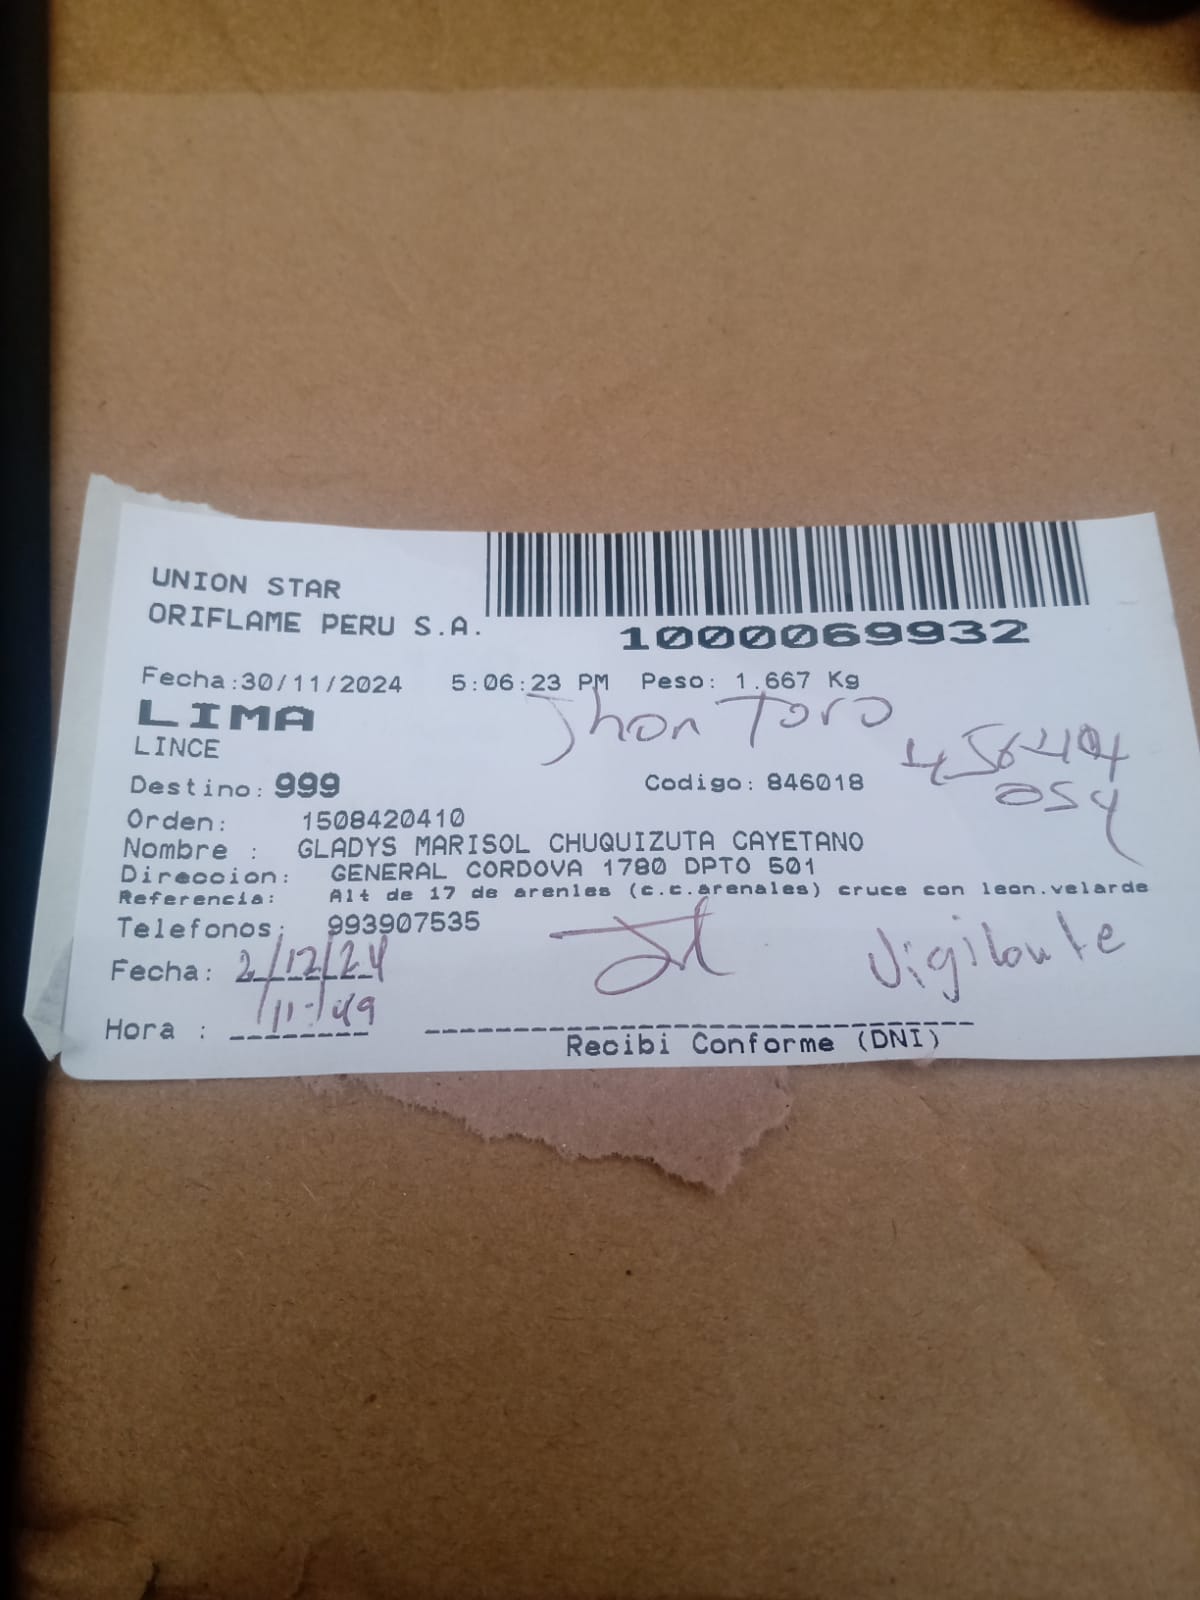 UNION STAR
ORIFLAME PERU S.A.
1000069932
Fecha:30/11/2024 5:06:23 PM Peso: 1.667 Kg
LIMA
Jhon Toro
LINCE
Destino: 999 Codigo: 846018
Orden: 1508420410
Nombre : GLADYS MARISOL CHUQUIZUTA CAYETANO
Direccion: GENERAL CORDOVA 1780 DPTO 501
Referencia: Alt de 17 de arenles (c.c.arenales) cruce con leon.velarde
Telefonos: 993907535
Fecha: 2/12/24 Vigilante
Hora : 11:49
Recibi Conforme (DNI)